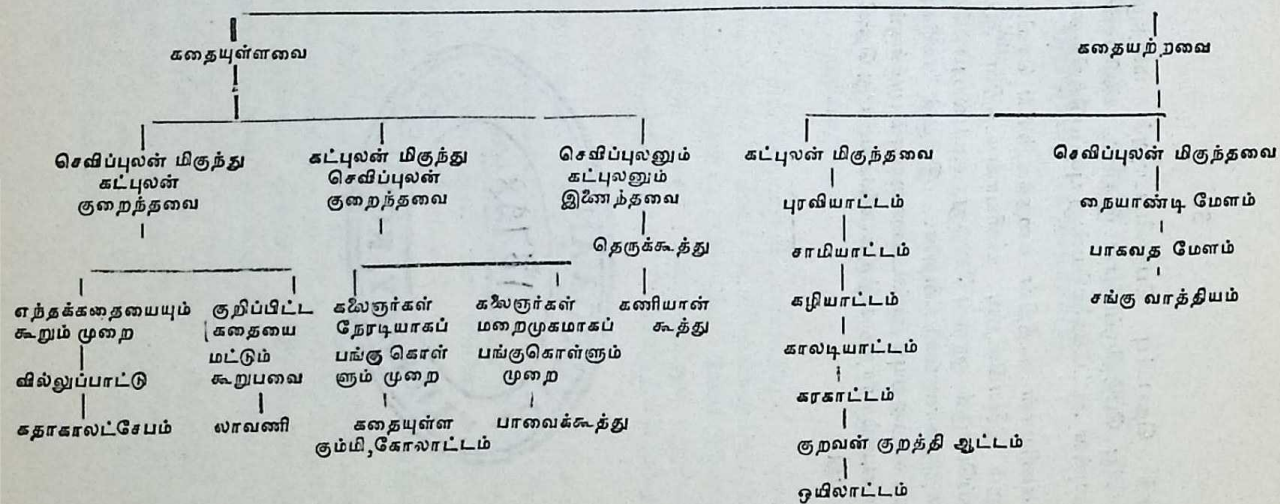 கதையுள்ளவை
கதையற்றவை
செவிப்புலன் மிகுந்து
கட்புலன்
குறைந்தவை
கட்புலன் மிகுந்து
செவிப்புலன்
குறைந்தவை
செவிப்புலனும்
கட்புலனும்
இணைந்தவை
தெருக்கூத்து
கணியான்
கூத்து
எந்தக்கதையையும்
கூறும் முறை
வில்லுப்பாட்டு
கதாகாலட்சேபம்
குறிப்பிட்ட
கதையை
மட்டும்
கூறுபவை
லாவணி
கலைஞர்கள்
நேரடியாகப்
பங்கு கொள்
ளும் முறை
கதையுள்ள
கும்மி,கோலாட்டம்
கலைஞர்கள்
மறைமுகமாகப்
பங்குகொள்ளும்
முறை
பாவைக்கூத்து
கட்புலன் மிகுந்தவை
புரவியாட்டம்
சாமியாட்டம்
கழியாட்டம்
காலடியாட்டம்
கரகாட்டம்
குறவன் குறத்தி ஆட்டம்
ஒயிலாட்டம்
செவிப்புலன் மிகுந்தவை
நையாண்டி மேளம்
பாகவத மேளம்
சங்கு வாத்தியம்